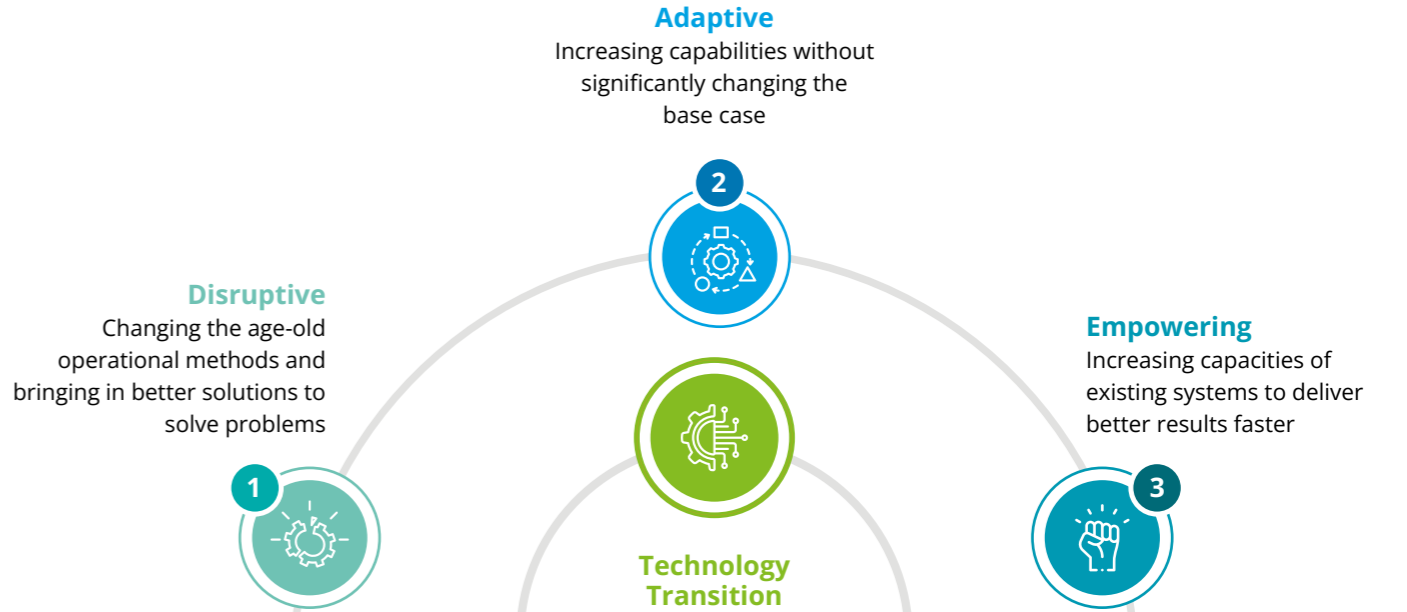 Adaptive
Increasing capabilities without
significantly changing the
base case
2
Disruptive
Changing the age-old
operational methods and
bringing in better solutions to
solve problems
1
Empowering
Increasing capacities of
existing systems to deliver
better results faster
3
Technology
Transition